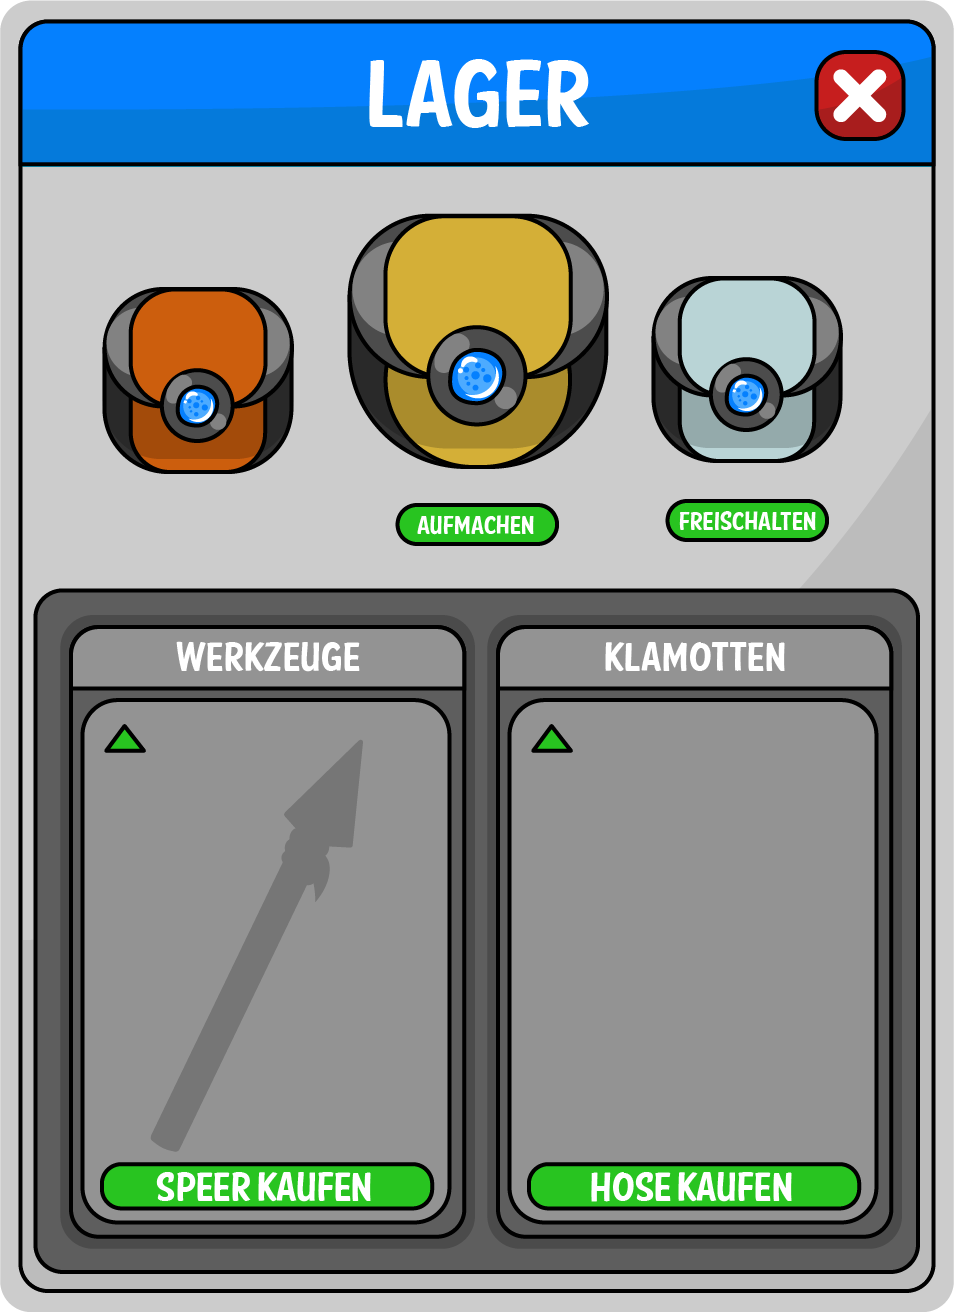 LAGER
AUFMACHEN
FREISCHALTEN
WERKZEUGE
KLAMOTTEN
SPEER KAUFEN
HOSE KAUFEN